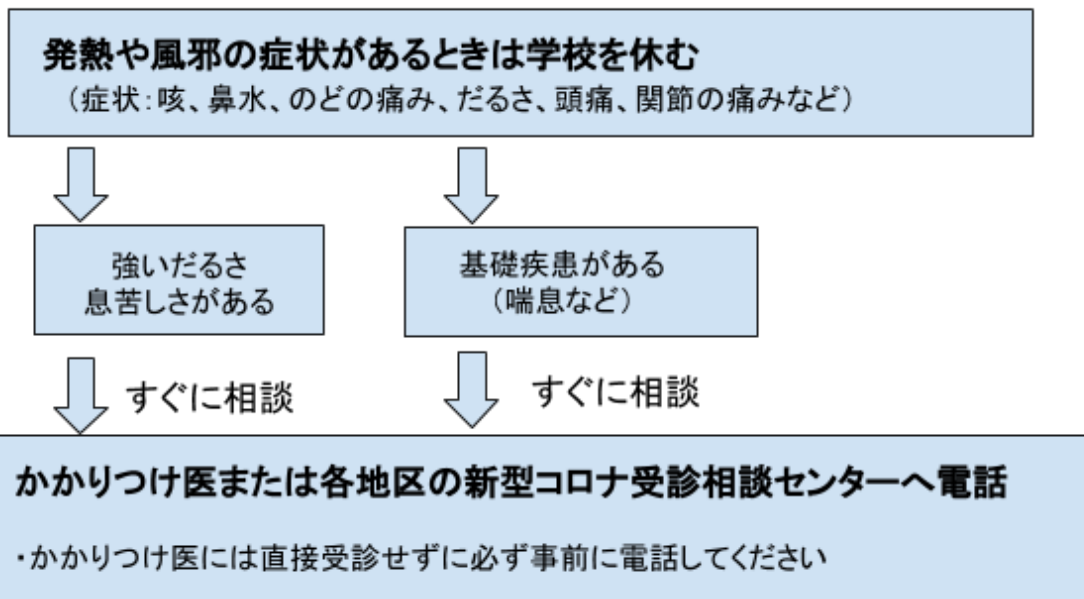 発熱や風邪の症状があるときは学校を休む
（症状：咳、鼻水、のどの痛み、だるさ、頭痛、関節の痛みなど）
強いだるさ
息苦しさがある
基礎疾患がある
（喘息など）
すぐに相談
すぐに相談
かかりつけ医または各地区の新型コロナ受診相談センターへ電話
・かかりつけ医には直接受診せずに必ず事前に電話してください